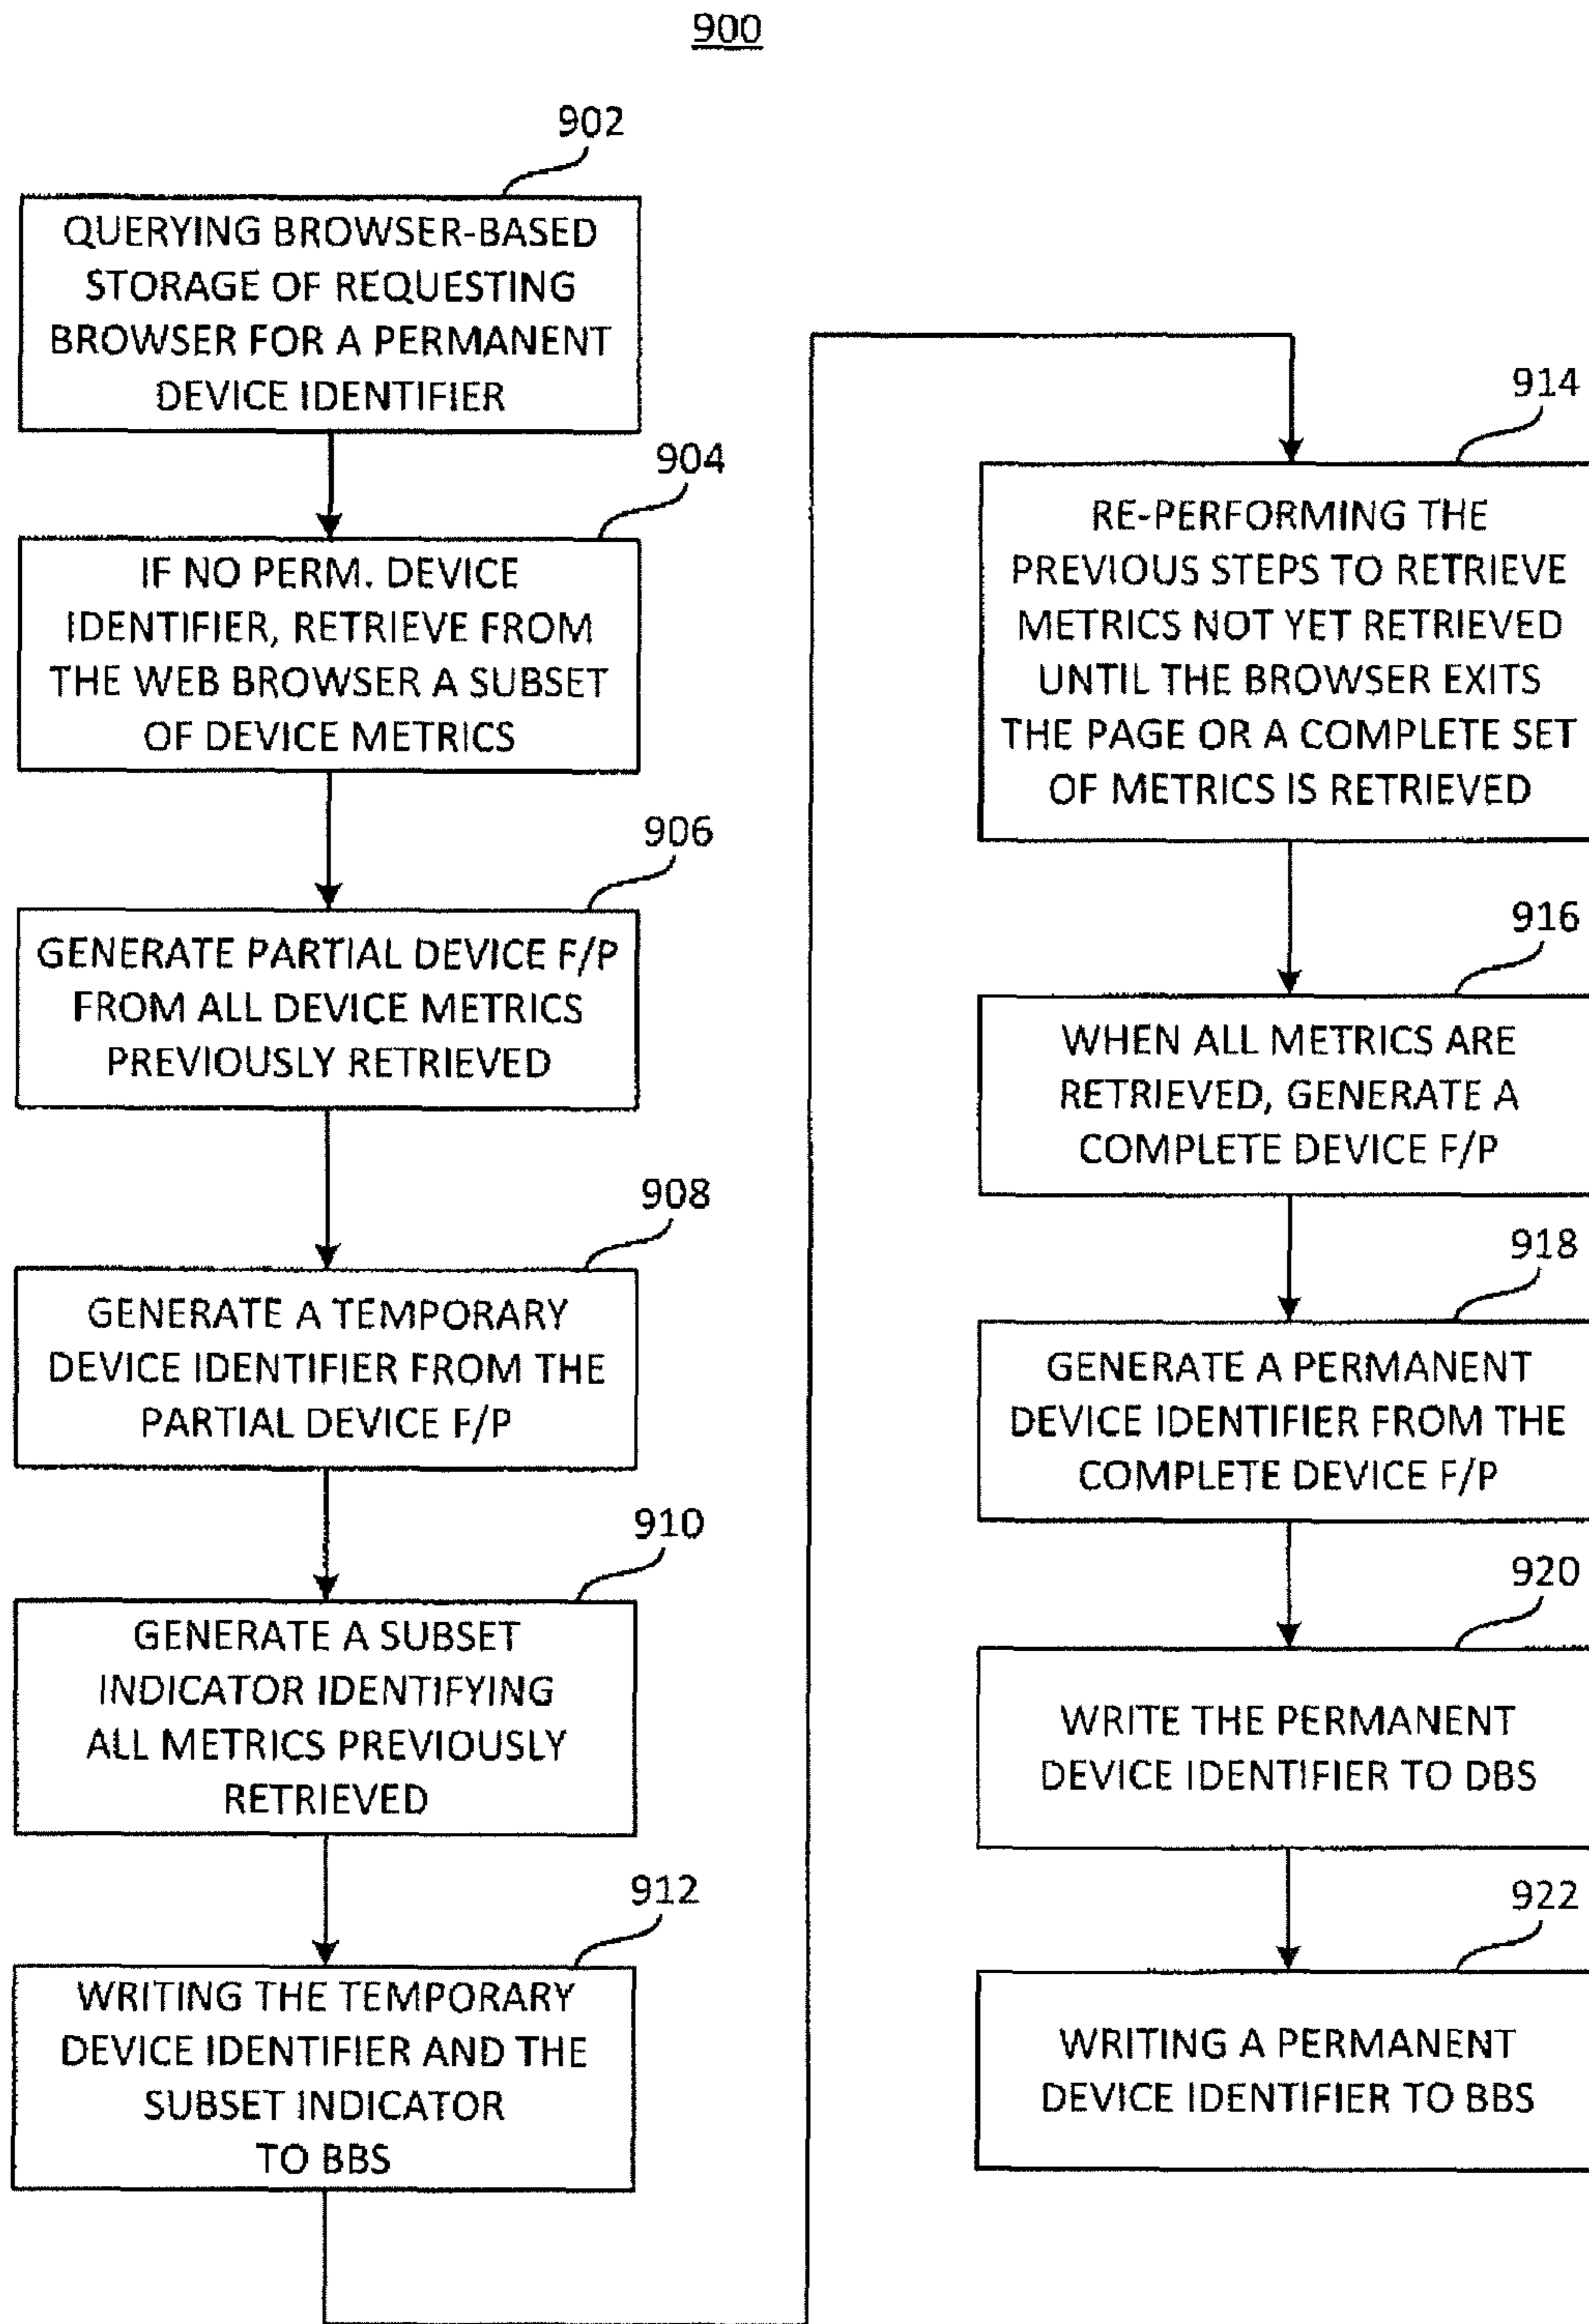 900
902
QUERYING BROWSER-BASED
STORAGE OF REQUESTING
BROWSER FOR A PERMANENT
DEVICE IDENTIFIER
904
IF NO PERM. DEVICE
IDENTIFIER, RETRIEVE FROM
THE WEB BROWSER A SUBSET
OF DEVICE METRICS
906
GENERATE PARTIAL DEVICE F/P
FROM ALL DEVICE METRICS
PREVIOUSLY RETRIEVED
908
GENERATE A TEMPORARY
DEVICE IDENTIFIER FROM THE
PARTIAL DEVICE F/P
910
GENERATE A SUBSET
INDICATOR IDENTIFYING
ALL METRICS PREVIOUSLY
RETRIEVED
912
WRITING THE TEMPORARY
DEVICE IDENTIFIER AND THE
SUBSET INDICATOR
TO BBS
914
RE-PERFORMING THE
PREVIOUS STEPS TO RETRIEVE
METRICS NOT YET RETRIEVED
UNTIL THE BROWSER EXITS
THE PAGE OR A COMPLETE SET
OF METRICS IS RETRIEVED
916
WHEN ALL METRICS ARE
RETRIEVED, GENERATE A
COMPLETE DEVICE F/P
918
GENERATE A PERMANENT
DEVICE IDENTIFIER FROM THE
COMPLETE DEVICE F/P
920
WRITE THE PERMANENT
DEVICE IDENTIFIER TO DBS
922
WRITING A PERMANENT
DEVICE IDENTIFIER TO BBS